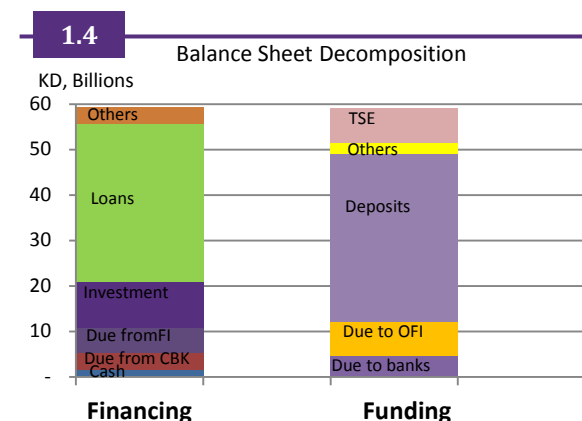 1.4
Balance Sheet Decomposition
KD, Billions
60
50
40
30
20
10
-
Others
Loans
Investment
Due fromFI
Due from CBK
Cash
TSE
Others
Deposits
Due to OFI
Due to banks
Financing
Funding